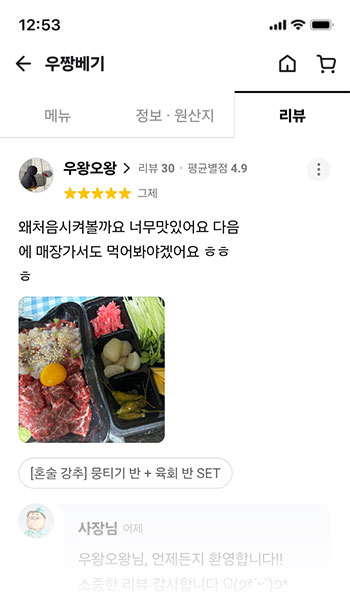 12:53
우짱베기
메뉴
정보 · 원산지
리뷰
우왕오왕
리뷰 30 · 평균별점 4.9
그제
왜처음시켜볼까요 너무맛있어요 다음
에 매장가서도 먹어봐야겠어요 ㅎㅎ
ㅎ
[혼술 강추] 뭉티기 반 + 육회 반 SET
사장님 어제
우왕오왕님, 언제든지 환영합니다!!
소중한 리뷰 감사합니다